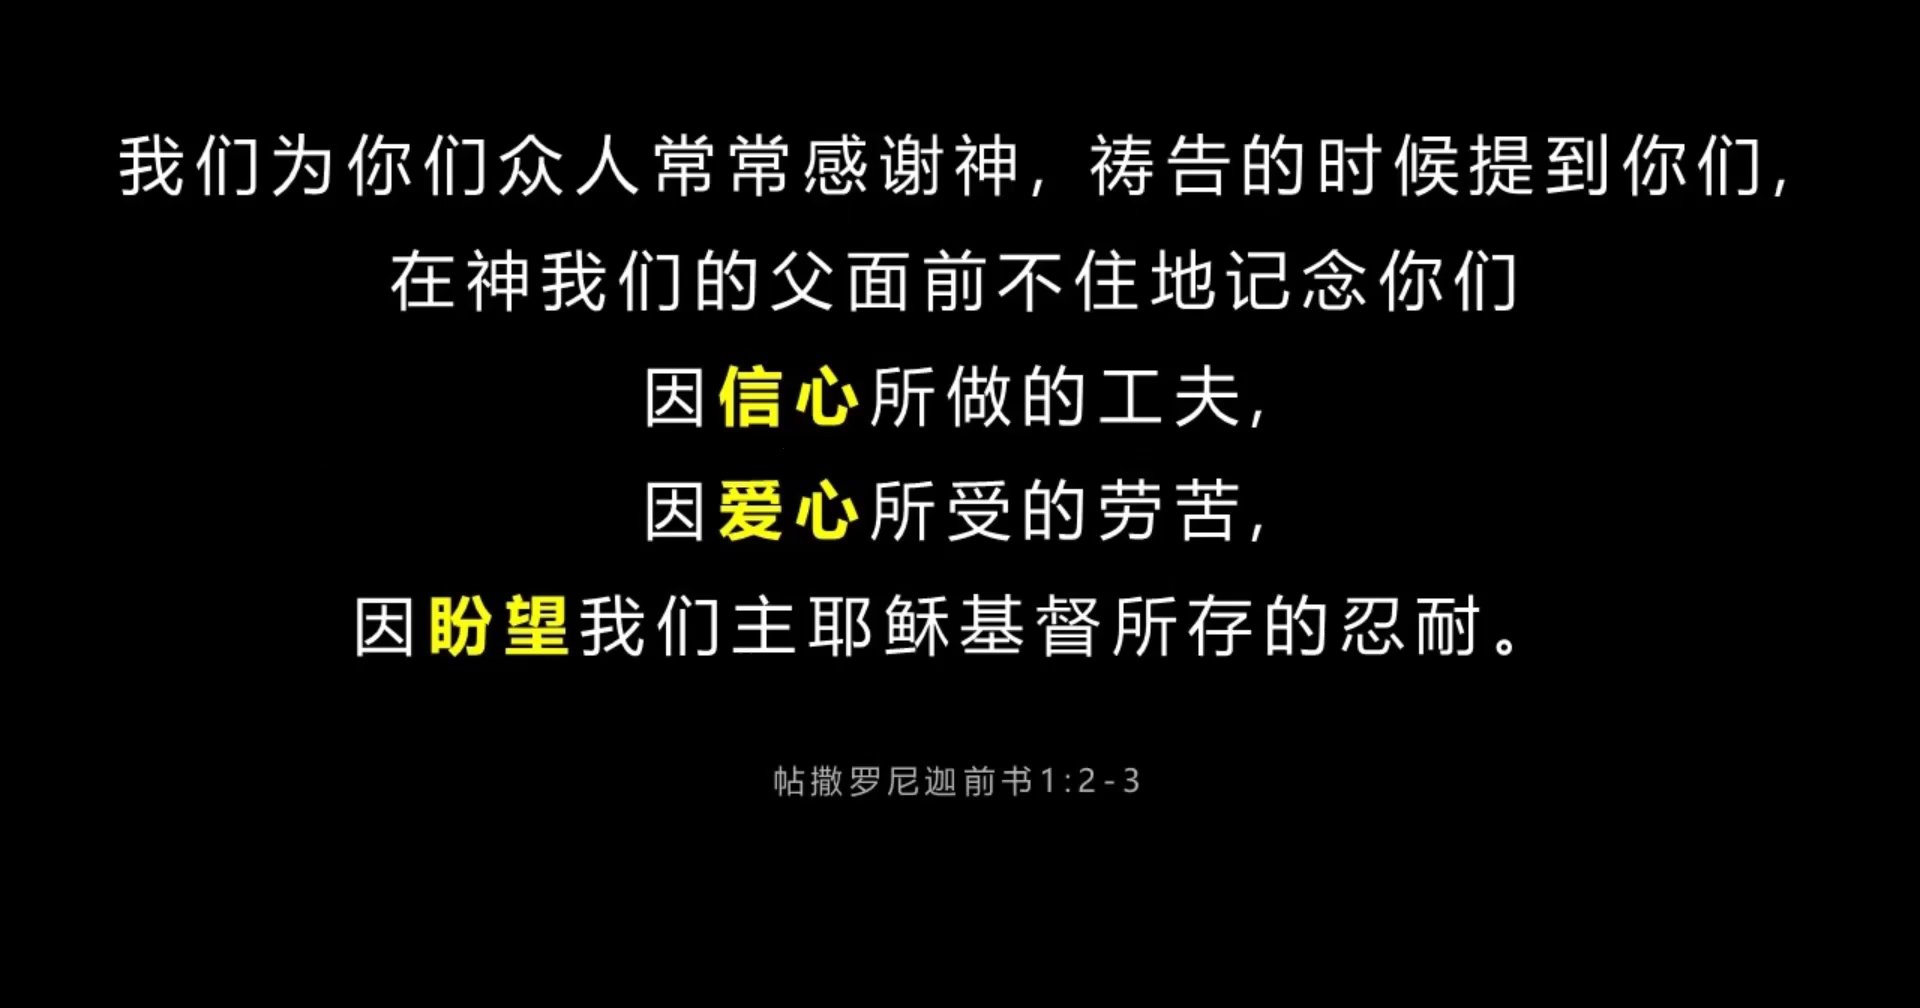 我们为你们众人常常感谢神，祷告的时候提到你们，
在神我们的父面前不住地记念你们
因信心所做的工夫，
因爱心所受的劳苦，
因盼望我们主耶稣基督所存的忍耐。
帖撒罗尼迦前书1:2-3